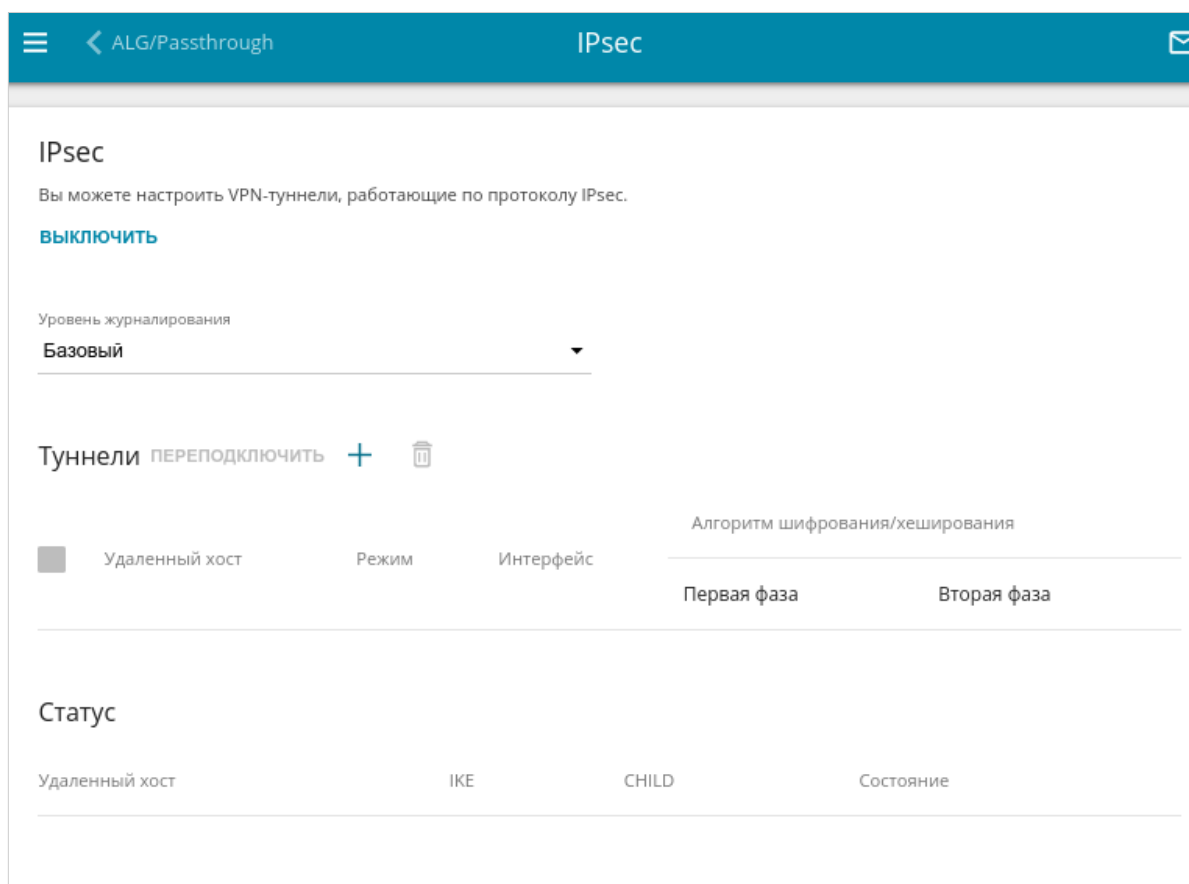 ALG/Passthrough
IPsec
IPsec
Вы можете настроить VPN-туннели, работающие по протоколу IPsec.
ВЫКЛЮЧИТЬ
Уровень журналирования
Базовый
Туннели ПЕРЕПОДКЛЮЧИТЬ
Алгоритм шифрования/хеширования
Удаленный хост Режим Интерфейс
Первая фаза Вторая фаза
Статус
Удаленный хост IKE CHILD Состояние